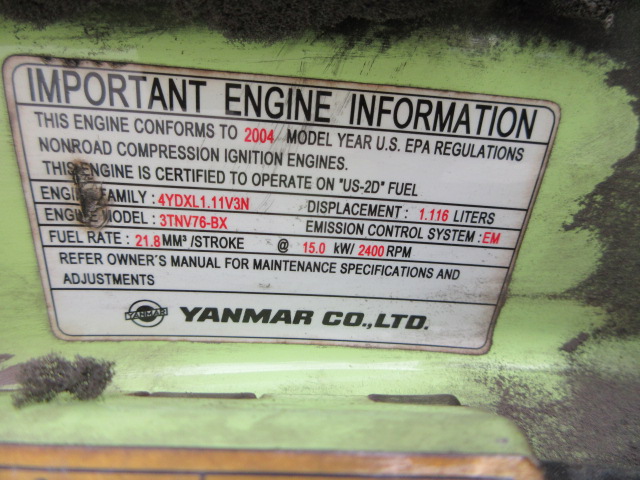 IMPORTANT ENGINE INFORMATION
THIS ENGINE CONFORMS TO 2004 / MODEL YEAR U.S. EPA REGULATIONS
NONROAD COMPRESSION IGNITION ENGINES.
THIS ENGINE IS CERTIFIED TO OPERATE ON "US-2D" FUEL
ENGINE FAMILY : 4YDXL1.11V3N DISPLACEMENT : 1.116 LITERS
ENGINE MODEL : 3TNV76-BX EMISSION CONTROL SYSTEM : EM
FUEL RATE : 21.8 MM³ /STROKE @ 15.0 kW/ 2400 RPM
REFER OWNER'S MANUAL FOR MAINTENANCE SPECIFICATIONS AND
ADJUSTMENTS
YANMAR YANMAR CO.,LTD.